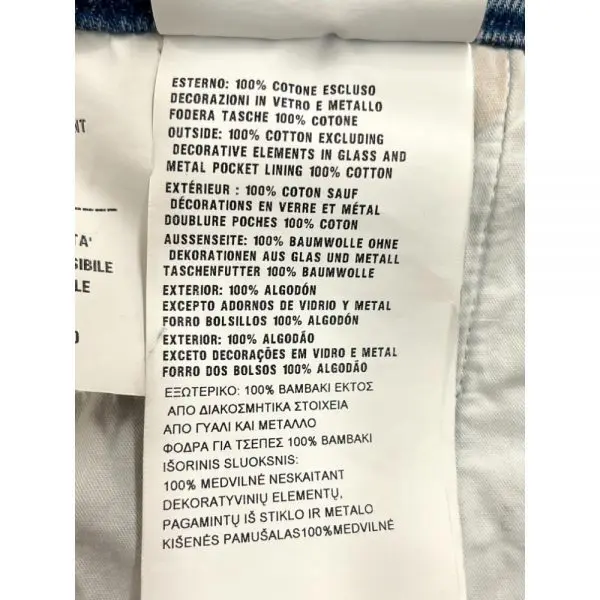 NT
TA'
SIBILE
LE
ESTERNO: 100% COTONE ESCLUSO
DECORAZIONI IN VETRO E METALLO
FODERA TASCHE 100% COTONE
OUTSIDE: 100% COTTON EXCLUDING
DECORATIVE ELEMENTS IN GLASS AND
METAL POCKET LINING 100% COTTON
EXTÉRIEUR : 100% COTON SAUF
DÉCORATIONS EN VERRE ET MÉTAL
DOUBLURE POCHES 100% COTON
AUSSENSEITE: 100% BAUMWOLLE OHNE
DEKORATIONEN AUS GLAS UND METALL
TASCHENFUTTER 100% BAUMWOLLE
EXTERIOR: 100% ALGODÓN
EXCEPTO ADORNOS DE VIDRIO Y METAL
FORRO BOLSILLOS 100% ALGODÓN
EXTERIOR: 100% ALGODÃO
EXCETO DECORAÇÕES EM VIDRO E METAL
FORRO DOS BOLSOS 100% ALGODÃO
ΕΞΩΤΕΡΙΚΟ: 100% ΒΑΜΒΑΚΙ ΕΚΤΟΣ
ΑΠΟ ΔΙΑΚΟΣΜΗΤΙΚΑ ΣΤΟΙΧΕΙΑ
ΑΠΟ ΓΥΑΛΙ ΚΑΙ ΜΕΤΑΛΛΟ
ΦΟΔΡΑ ΓΙΑ ΤΣΕΠΕΣ 100% ΒΑΜΒΑΚΙ
IŠORINIS SLUOKSNIS:
100% MEDVILNĖ NESKAITANT
DEKORATYVINIŲ ELEMENTŲ,
PAGAMINTŲ IŠ STIKLO IR METALO
KIŠENĖS PAMUŠALAS100%MEDVILNĖ